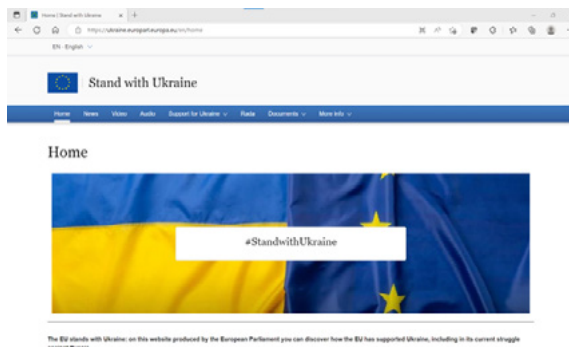 Home | Stand with Ukraine
https://ukraine.europarl.europa.eu/en/home
EN - English
Stand with Ukraine
Home News Video Audio Support for Ukraine Rada Documents More info
Home
#StandwithUkraine
The EU stands with Ukraine: on this website produced by the European Parliament you can discover how the EU has supported Ukraine, including in its current struggle